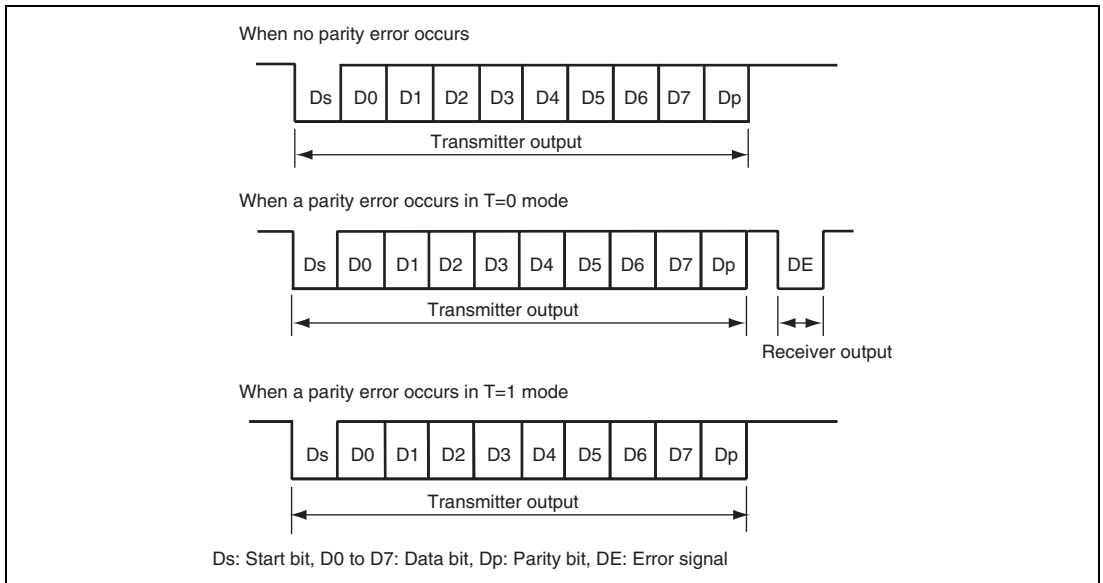 When no parity error occurs
Ds D0 D1 D2 D3 D4 D5 D6 D7 Dp
Transmitter output
When a parity error occurs in T=0 mode
Ds D0 D1 D2 D3 D4 D5 D6 D7 Dp DE
Transmitter output
Receiver output
When a parity error occurs in T=1 mode
Ds D0 D1 D2 D3 D4 D5 D6 D7 Dp
Transmitter output
Ds: Start bit, D0 to D7: Data bit, Dp: Parity bit, DE: Error signal